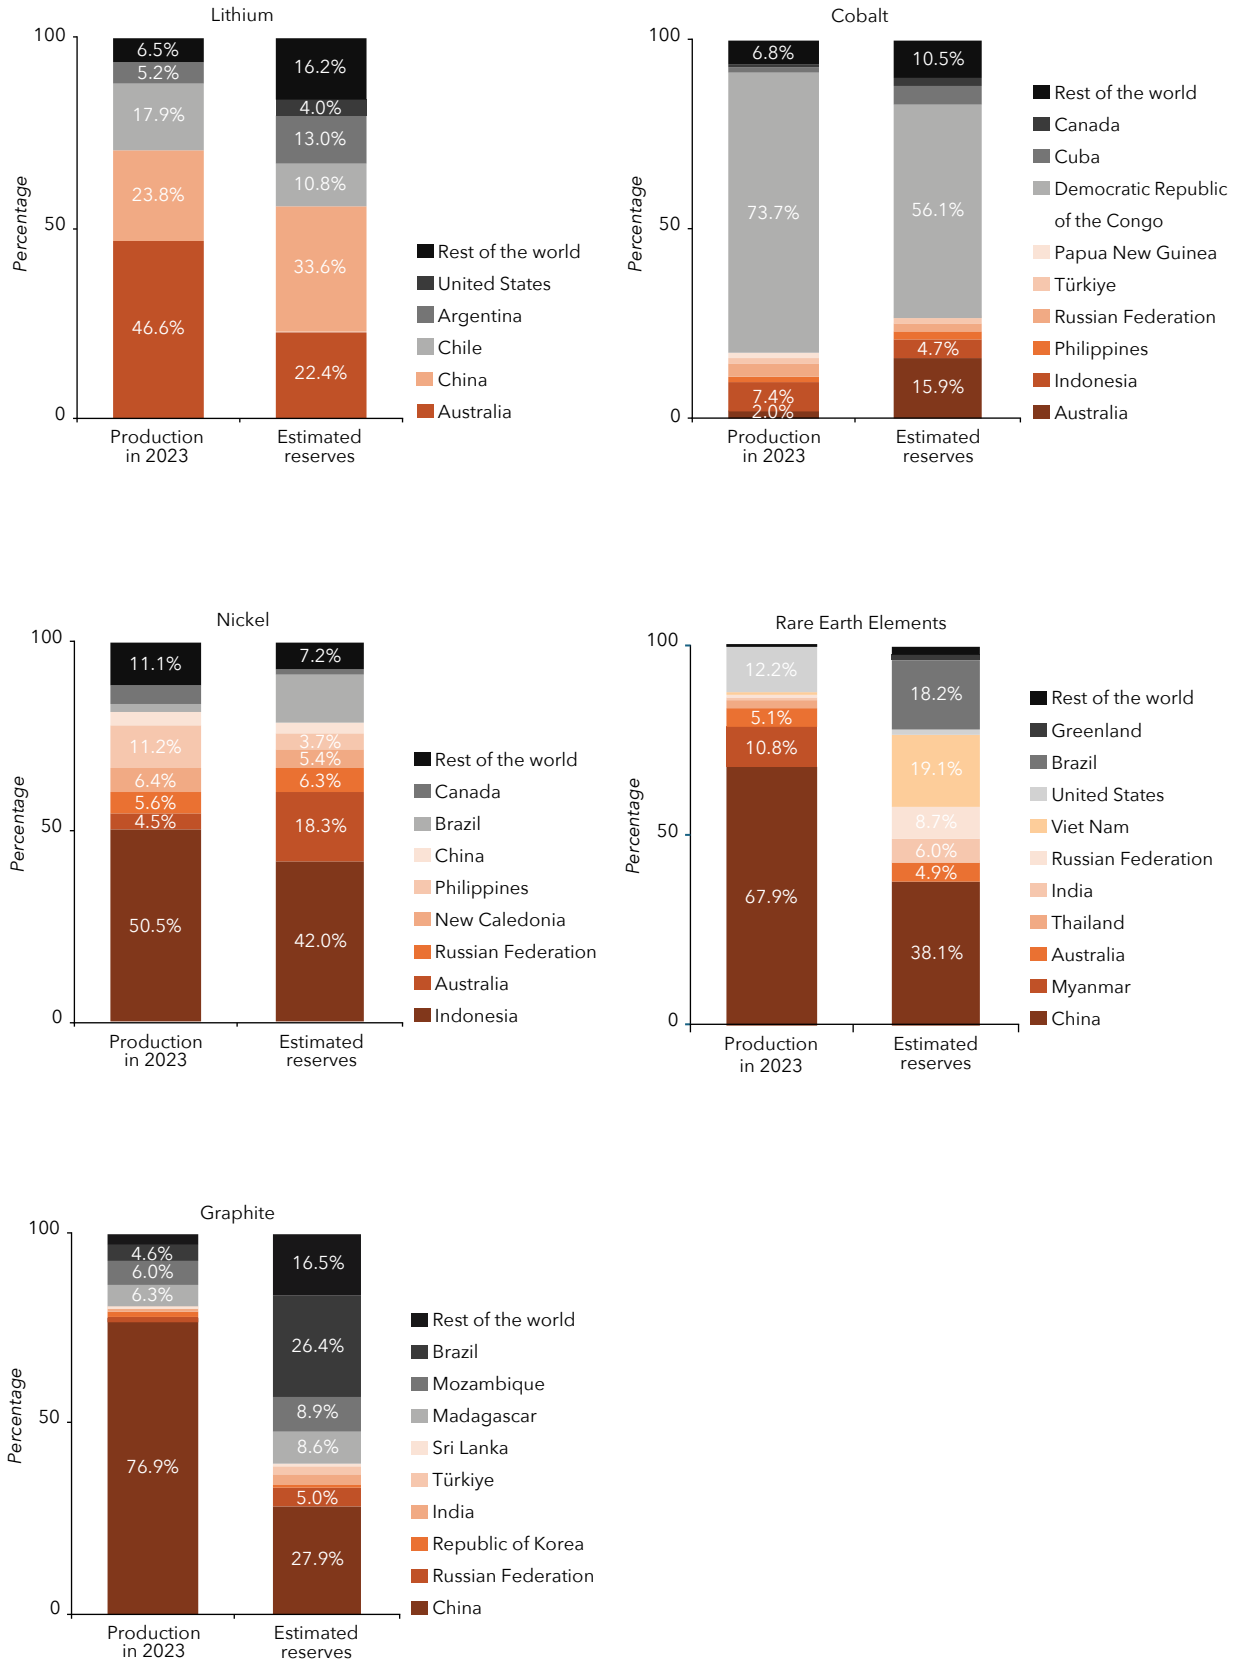 Lithium
100
50
0
Percentage
6.5%
5.2%
17.9%
23.8%
46.6%
16.2%
4.0%
13.0%
10.8%
33.6%
22.4%
Production
in 2023
Estimated
reserves
Rest of the world
United States
Argentina
Chile
China
Australia
Cobalt
100
50
0
Percentage
6.8%
73.7%
7.4%
2.0%
10.5%
56.1%
4.7%
15.9%
Production
in 2023
Estimated
reserves
Rest of the world
Canada
Cuba
Democratic Republic
of the Congo
Papua New Guinea
Türkiye
Russian Federation
Philippines
Indonesia
Australia
Nickel
100
50
0
Percentage
11.1%
11.2%
6.4%
5.6%
4.5%
50.5%
7.2%
3.7%
5.4%
6.3%
18.3%
42.0%
Production
in 2023
Estimated
reserves
Rest of the world
Canada
Brazil
China
Philippines
New Caledonia
Russian Federation
Australia
Indonesia
Rare Earth Elements
100
50
0
Percentage
12.2%
5.1%
10.8%
67.9%
18.2%
19.1%
8.7%
6.0%
4.9%
38.1%
Production
in 2023
Estimated
reserves
Rest of the world
Greenland
Brazil
United States
Viet Nam
Russian Federation
India
Thailand
Australia
Myanmar
China
Graphite
100
50
0
Percentage
4.6%
6.0%
6.3%
76.9%
16.5%
26.4%
8.9%
8.6%
5.0%
27.9%
Production
in 2023
Estimated
reserves
Rest of the world
Brazil
Mozambique
Madagascar
Sri Lanka
Türkiye
India
Republic of Korea
Russian Federation
China